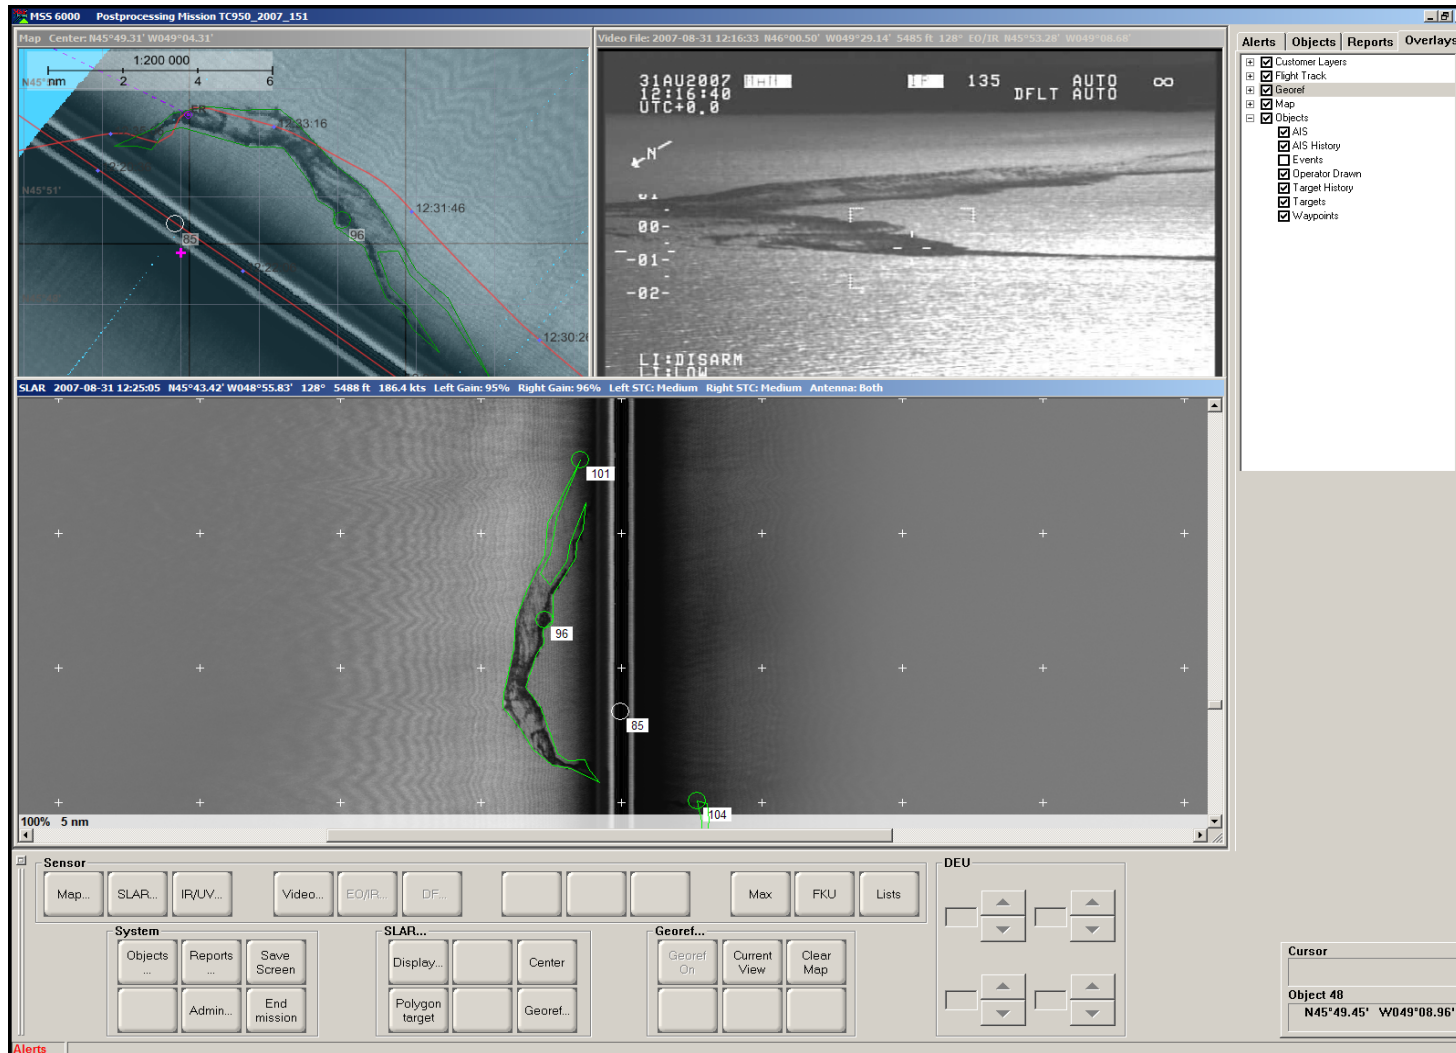 MSS 6000 Postprocessing Mission TC950_2007_151
Map Center: N45°49.31' W049°04.31'
1:200 000
nm 2 4 6
ER
12:33:16
N45°51'
12:31:46
85
96
12:30:26
Video File: 2007-08-31 12:16:33 N46°00.50' W049°29.14' 5485 ft 128° EO/IR N45°53.28' W049°08.68'
31AUG2007 NAR IF 135 AUTO ∞
12:16:40 DFLT AUTO
UTC+0.0
N
00-
-01-
-02-
LI:DISARM
LI:LOW
SLAR 2007-08-31 12:25:05 N45°43.42' W048°55.83' 128° 5488 ft 186.4 kts Left Gain: 95% Right Gain: 96% Left STC: Medium Right STC: Medium Antenna: Both
101
96
85
104
100% 5 nm
Alerts Objects Reports Overlays
Customer Layers
Flight Track
Georef
Map
Objects
AIS
AIS History
Events
Operator Drawn
Target History
Targets
Waypoints
Sensor
Map... SLAR... IR/UV... Video... EO/IR... DF... Max FKU Lists
System
Objects ...
Reports ...
Save Screen
Admin...
End mission
SLAR...
Display...
Center
Polygon target
Georef...
Georef...
Georef On
Current View
Clear Map
DEU
Cursor
Object 48
N45°49.45' W049°08.96'
Alerts